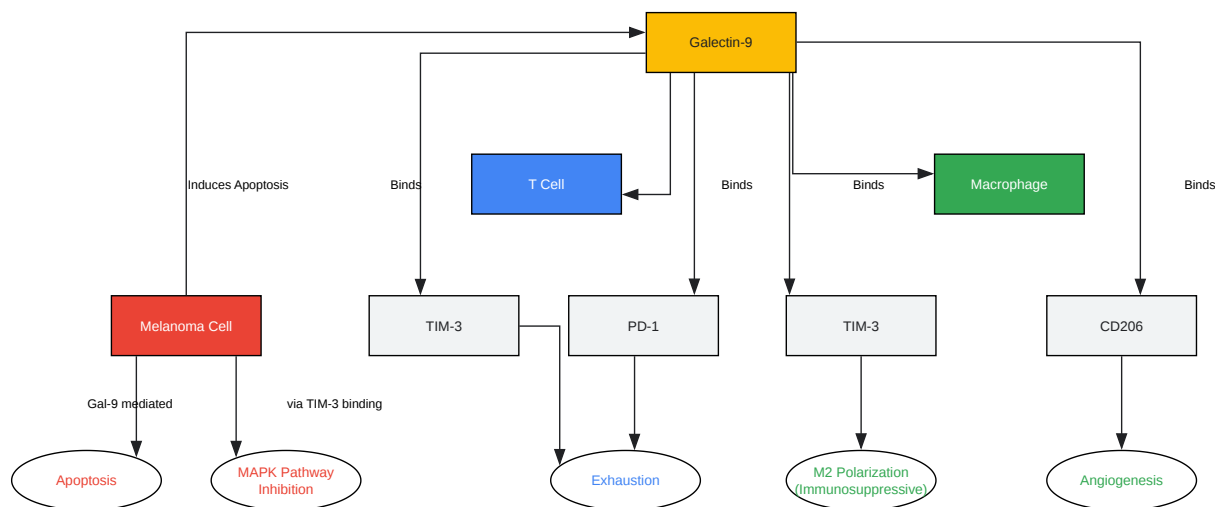 Galectin-9
T Cell
Macrophage
Induces Apoptosis
Binds
Binds
Binds
Binds
Melanoma Cell
TIM-3
PD-1
TIM-3
CD206
Gal-9 mediated
via TIM-3 binding
Apoptosis
MAPK Pathway
Inhibition
Exhaustion
M2 Polarization
(Immunosuppressive)
Angiogenesis